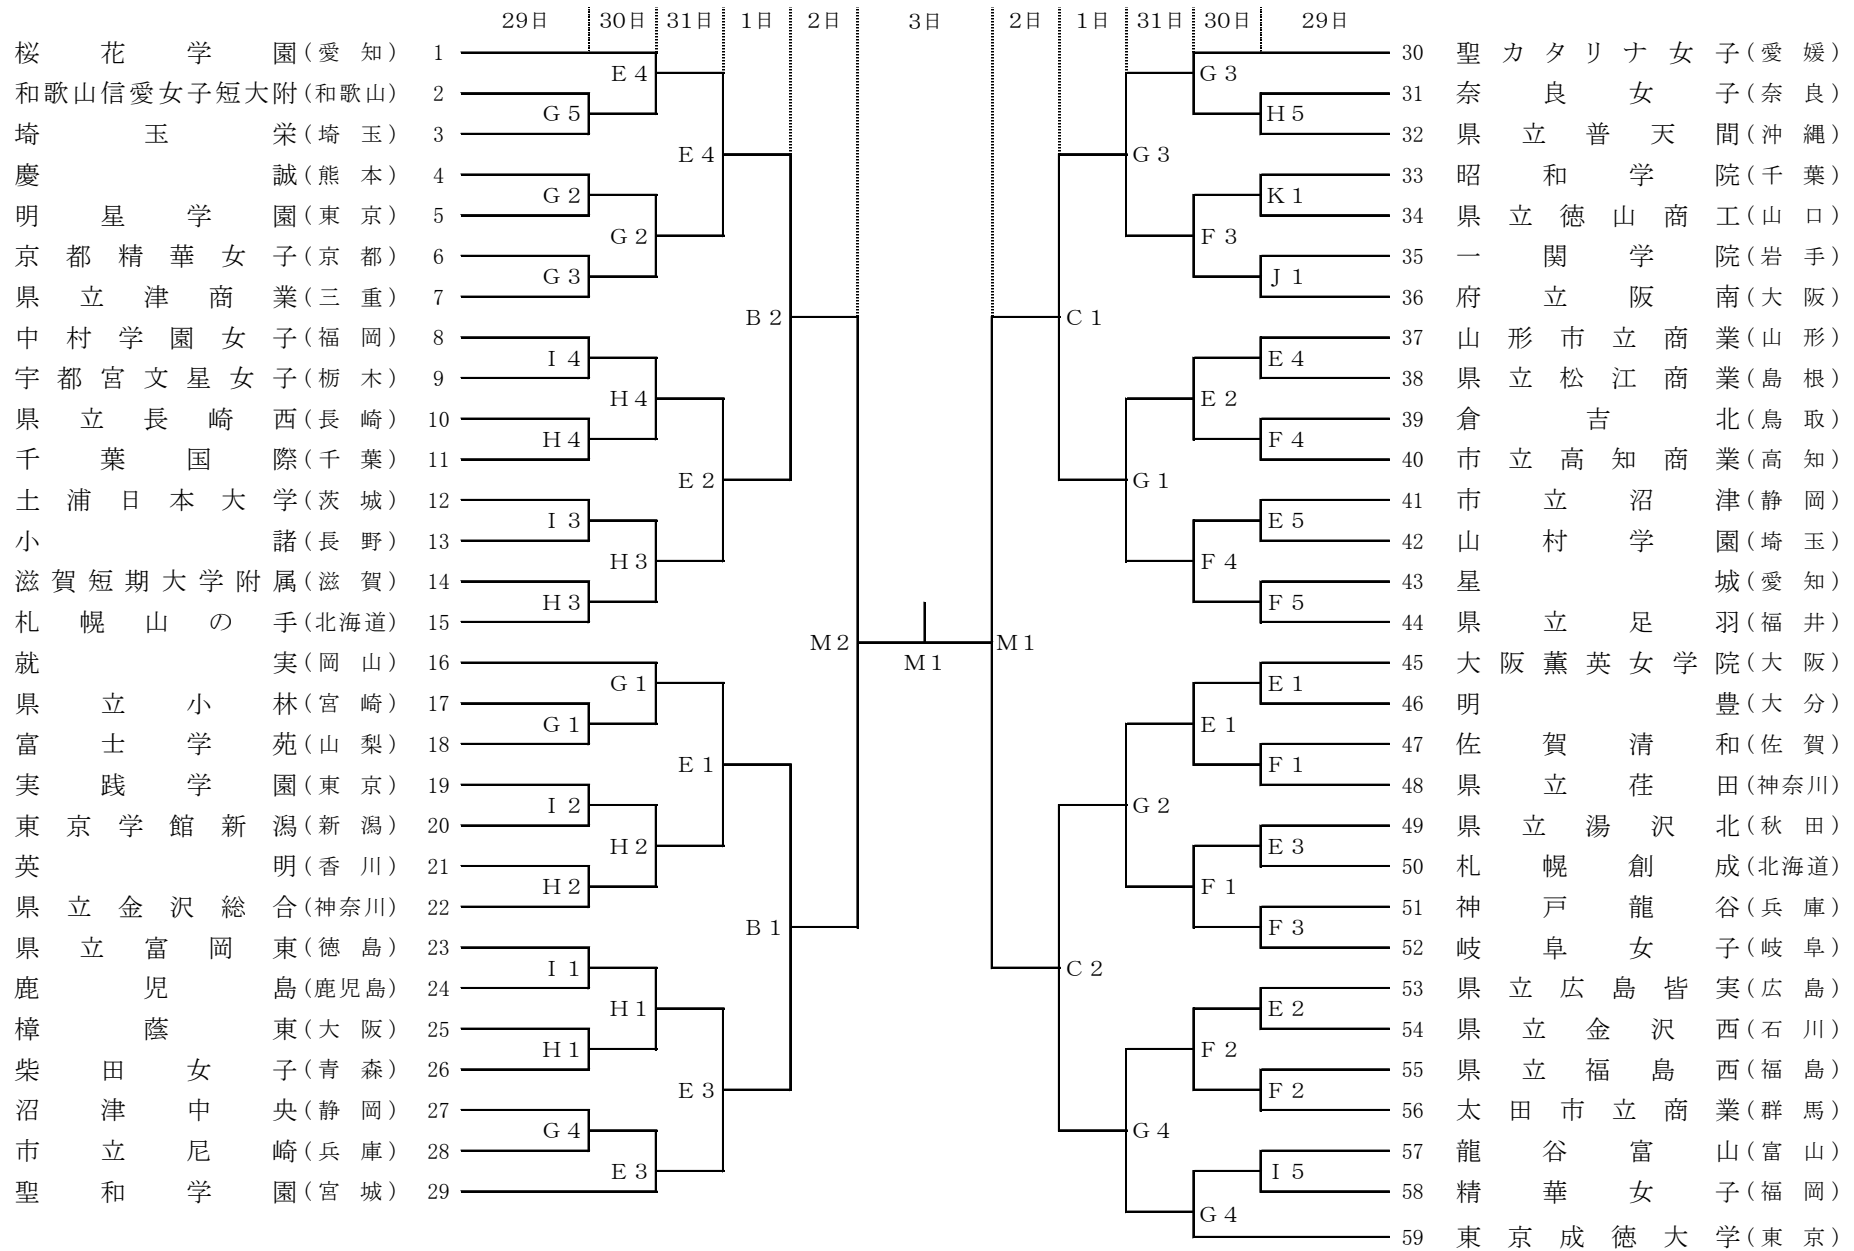 29日 30日 31日 1日 2日 3日 2日 1日 31日 30日 29日
桜花学園(愛知) 1
和歌山信愛女子短大附(和歌山) 2
埼玉栄(埼玉) 3
慶誠(熊本) 4
明星学園(東京) 5
京都精華女子(京都) 6
県立津商業(三重) 7
中村学園女子(福岡) 8
宇都宮文星女子(栃木) 9
県立長崎西(長崎) 10
千葉国際(千葉) 11
土浦日本大学(茨城) 12
小諸(長野) 13
滋賀短期大学附属(滋賀) 14
札幌山の手(北海道) 15
就実(岡山) 16
県立小林(宮崎) 17
富士学苑(山梨) 18
実践学園(東京) 19
東京学館新潟(新潟) 20
英明(香川) 21
県立金沢総合(神奈川) 22
県立富岡東(徳島) 23
鹿児島(鹿児島) 24
樟蔭東(大阪) 25
柴田女子(青森) 26
沼津中央(静岡) 27
市立尼崎(兵庫) 28
聖和学園(宮城) 29
G5
G2
G3
I4
H4
I3
H3
G1
I2
H2
I1
H1
G4
E4
G2
H4
H3
G1
H2
H1
E3
E4
E2
E1
E3
B2
B1
M2
M1
M1
C1
C2
G3
G1
G2
G4
G3
F3
E2
F4
E1
F1
F2
G4
H5
K1
J1
E4
F4
E5
F5
E1
F1
E3
F3
E2
F2
I5
30 聖カタリナ女子(愛媛)
31 奈良女子(奈良)
32 県立普天間(沖縄)
33 昭和学院(千葉)
34 県立徳山商工(山口)
35 一関学院(岩手)
36 府立阪南(大阪)
37 山形市立商業(山形)
38 県立松江商業(島根)
39 倉吉北(鳥取)
40 市立高知商業(高知)
41 市立沼津(静岡)
42 山村学園(埼玉)
43 星城(愛知)
44 県立足羽(福井)
45 大阪薫英女学院(大阪)
46 明豊(大分)
47 佐賀清和(佐賀)
48 県立荏田(神奈川)
49 県立湯沢北(秋田)
50 札幌創成(北海道)
51 神戸龍谷(兵庫)
52 岐阜女子(岐阜)
53 県立広島皆実(広島)
54 県立金沢西(石川)
55 県立福島西(福島)
56 太田市立商業(群馬)
57 龍谷富山(富山)
58 精華女子(福岡)
59 東京成徳大学(東京)